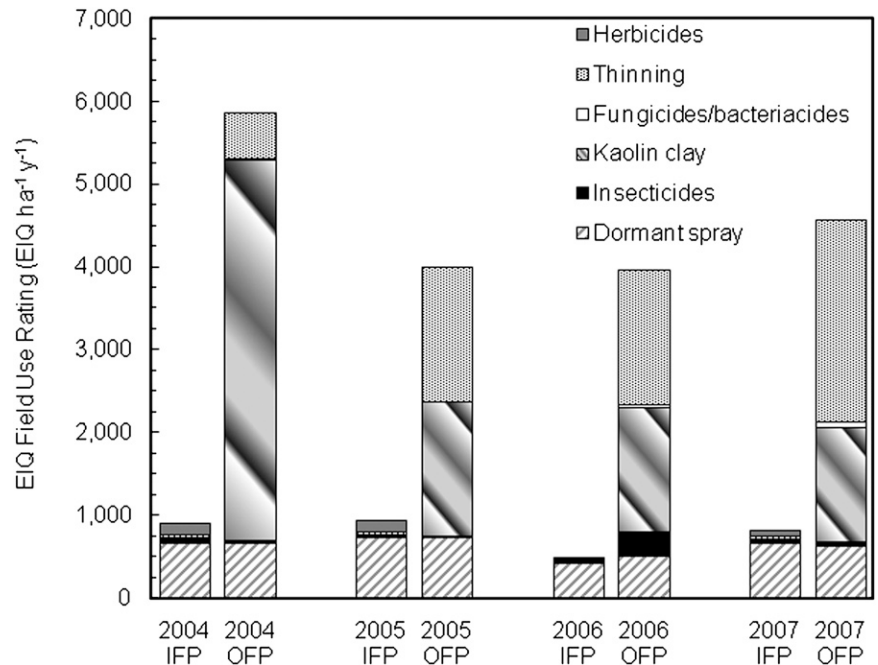 7,000
6,000
5,000
4,000
3,000
2,000
1,000
0
EIQ Field Use Rating (EIQ ha-1 y-1)
Herbicides
Thinning
Fungicides/bacteriacides
Kaolin clay
Insecticides
Dormant spray
2004 2004 2005 2005 2006 2006 2007 2007
IFP OFP IFP OFP IFP OFP IFP OFP